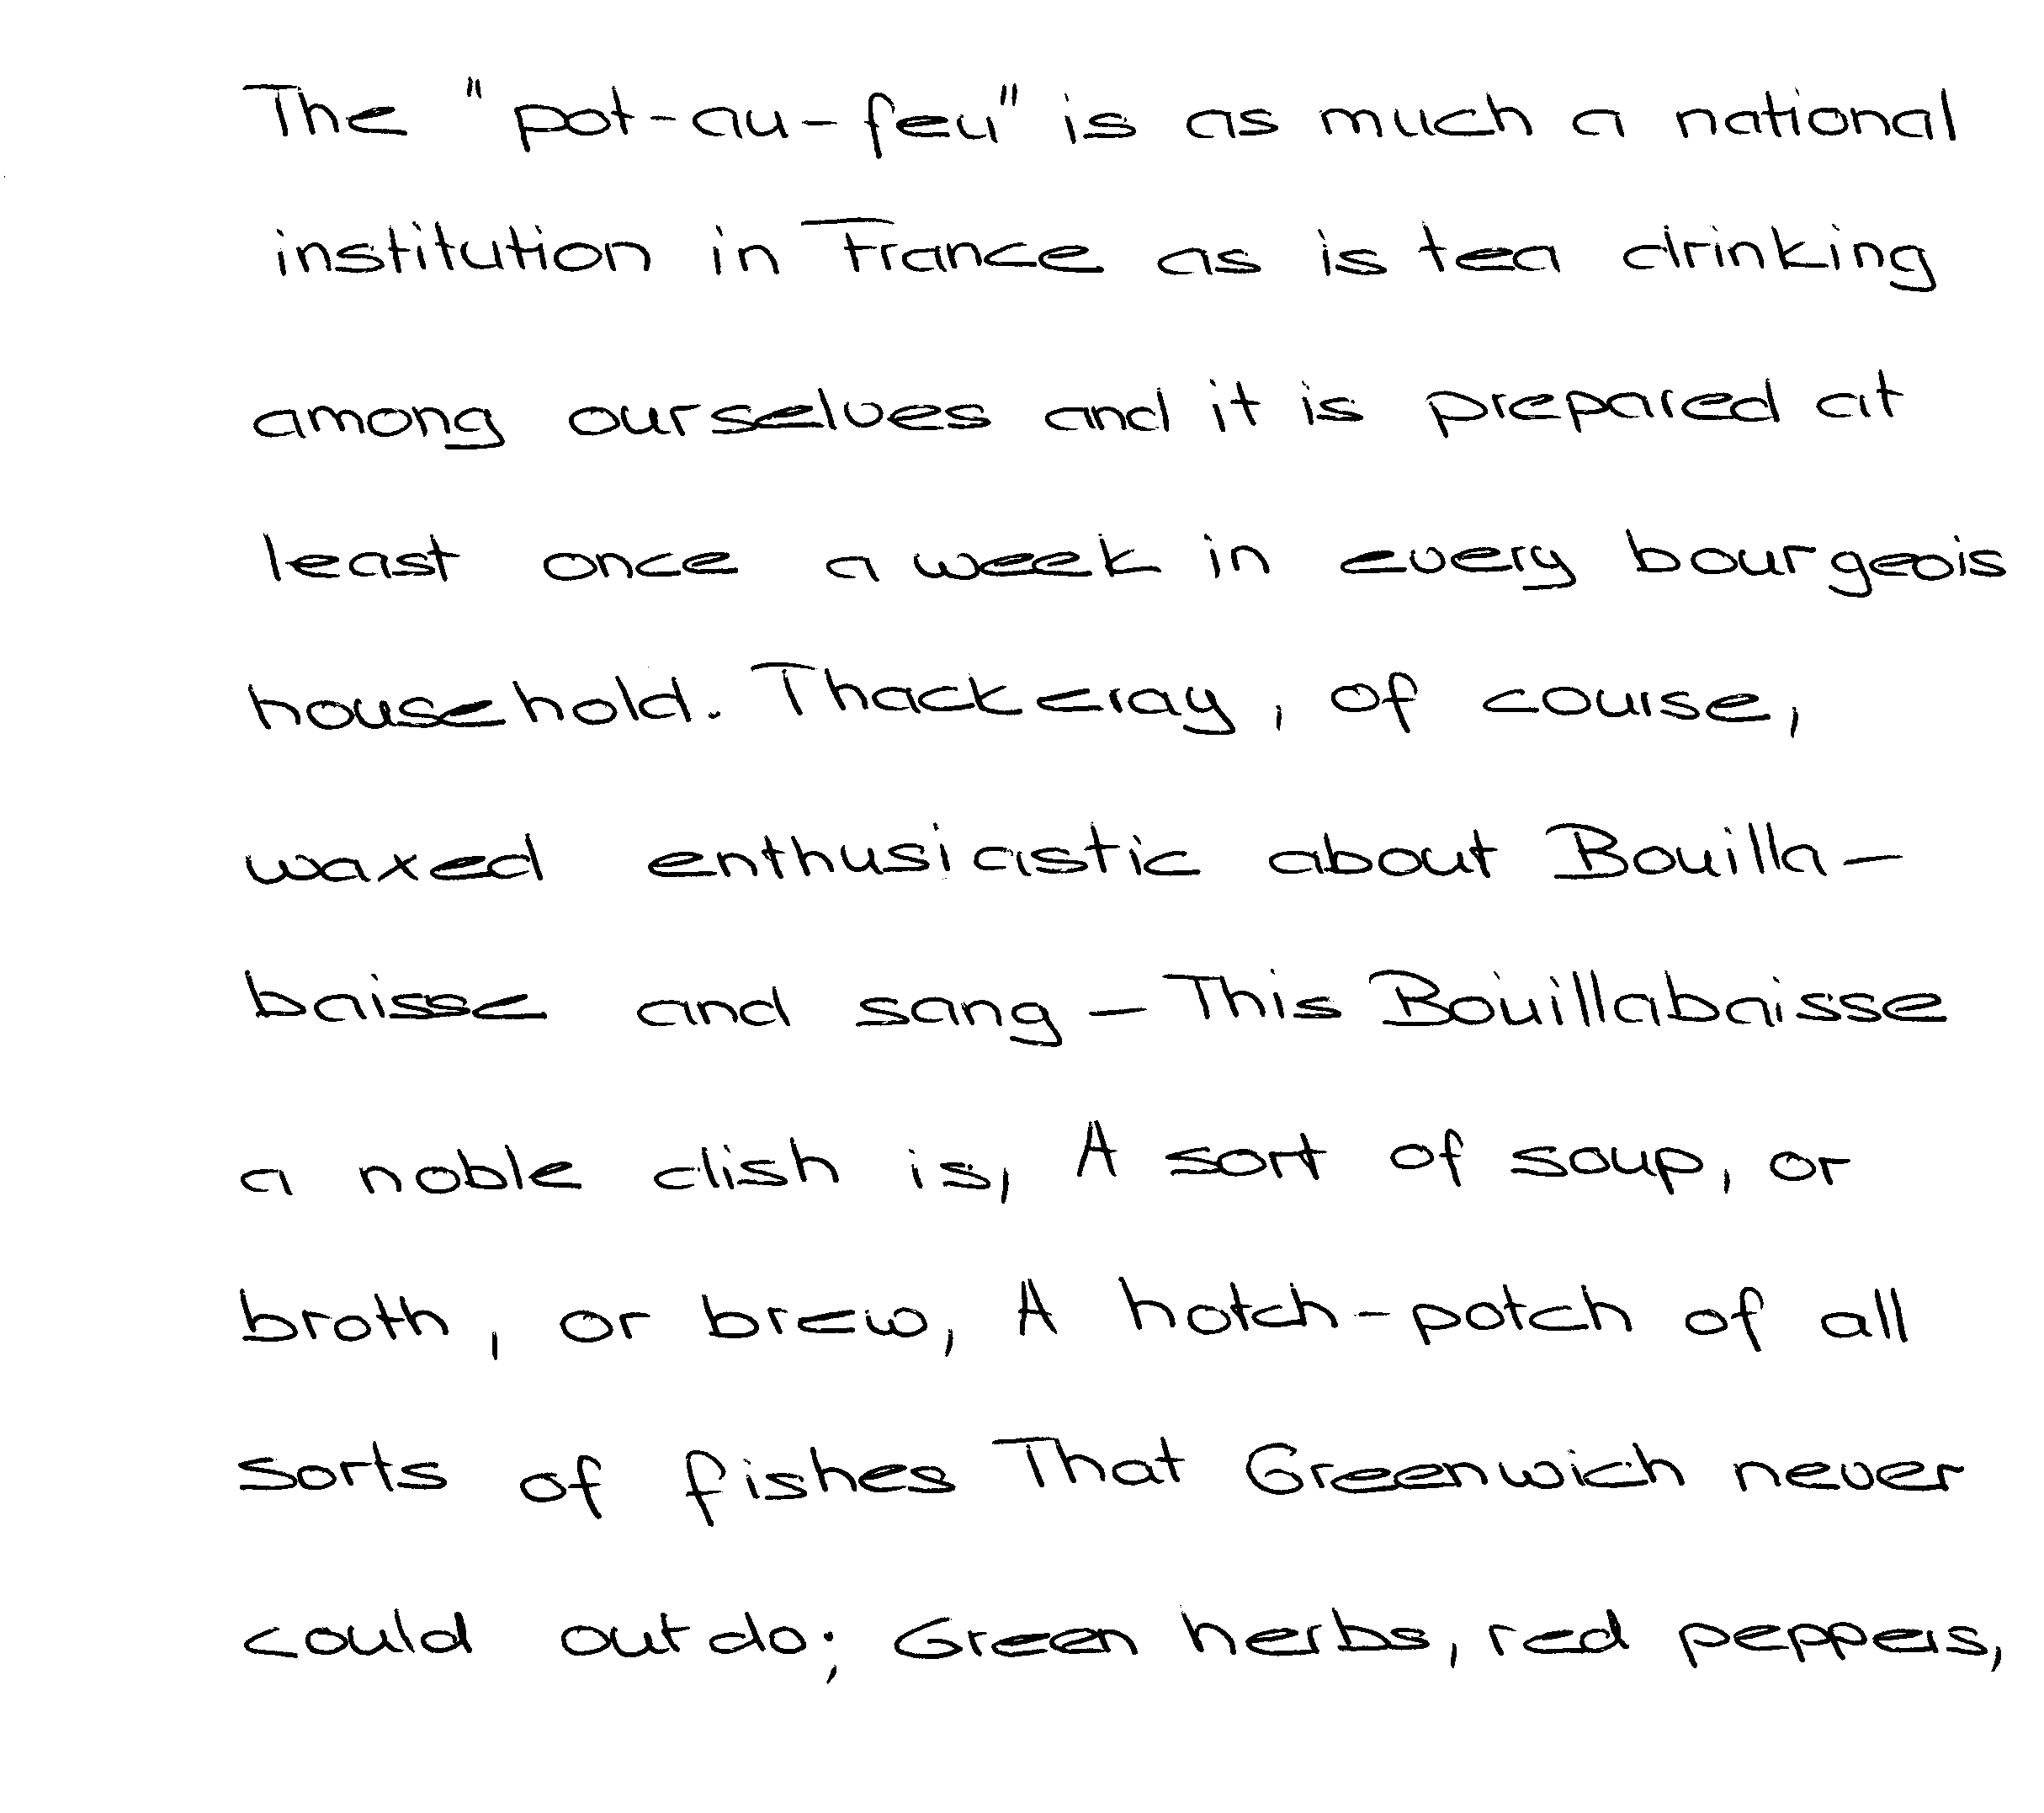 The "pot-au-feu" is as much a national
institution in France as is tea drinking
among ourselves and it is prepared at
least once a week in every bourgeois
household. Thackeray, of course,
waxed enthusiastic about Bouilla-
baisse and sang - This Bouillabaisse
a noble dish is, A sort of soup, or
broth, or brew, A hotch-potch of all
sorts of fishes That Greenwich never
could outdo; Green herbs, red peppers,